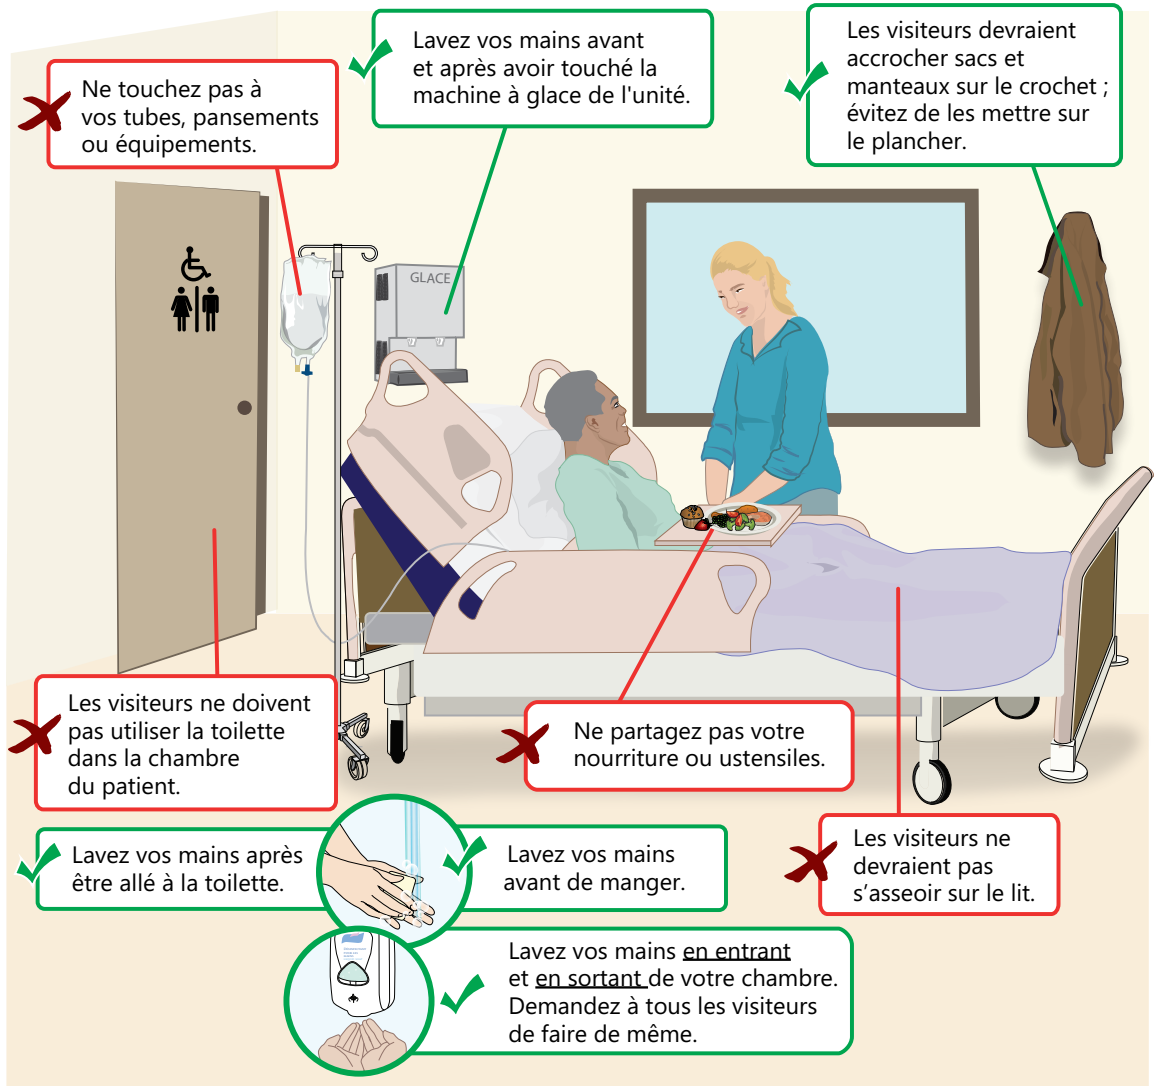 Ne touchez pas à
vos tubes, pansements
ou équipements.
Lavez vos mains avant
et après avoir touché la
machine à glace de l'unité.
Les visiteurs devraient
accrocher sacs et
manteaux sur le crochet ;
évitez de les mettre sur
le plancher.
GLACE
Les visiteurs ne doivent
pas utiliser la toilette
dans la chambre
du patient.
Ne partagez pas votre
nourriture ou ustensiles.
Les visiteurs ne
devraient pas
s’asseoir sur le lit.
Lavez vos mains après
être allé à la toilette.
Lavez vos mains
avant de manger.
Lavez vos mains en entrant
et en sortant de votre chambre.
Demandez à tous les visiteurs
de faire de même.